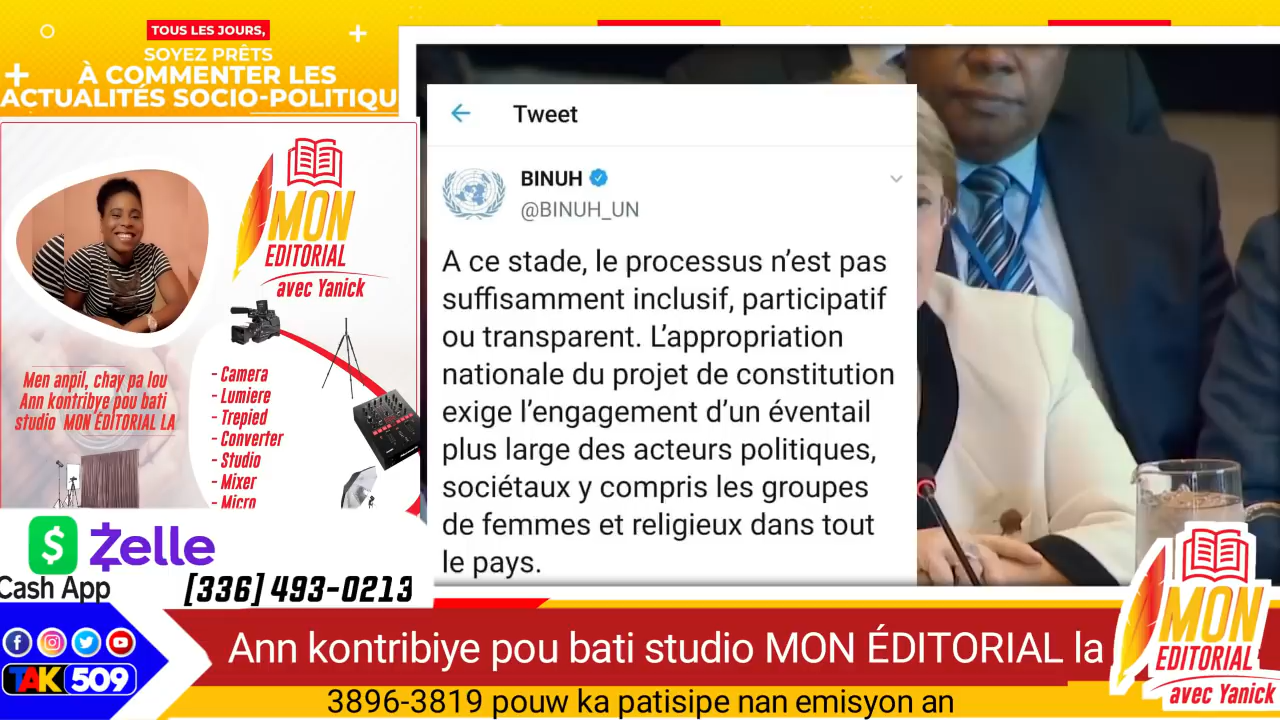 TOUS LES JOURS,
SOYEZ PRÊTS
À COMMENTER LES
ACTUALITÉS SOCIO-POLITIQU
MON
EDITORIAL
avec Yanick
Men anpil, chay pa lou
Ann kontribye pou bati
studio MON ÉDITORIAL LA
- Camera
- Lumiere
- Trepied
- Converter
- Studio
- Mixer
- Micro
$
Zelle
Cash App
[336] 493-0213
Tweet
BINUH
@BINUH_UN
A ce stade, le processus n’est pas
suffisamment inclusif, participatif
ou transparent. L’appropriation
nationale du projet de constitution
exige l’engagement d’un éventail
plus large des acteurs politiques,
sociétaux y compris les groupes
de femmes et religieux dans tout
le pays.
TAK 509
Ann kontribiye pou bati studio MON ÉDITORIAL la
3896-3819 pouw ka patisipe nan emisyon an
MON
EDITORIAL
avec Yanick